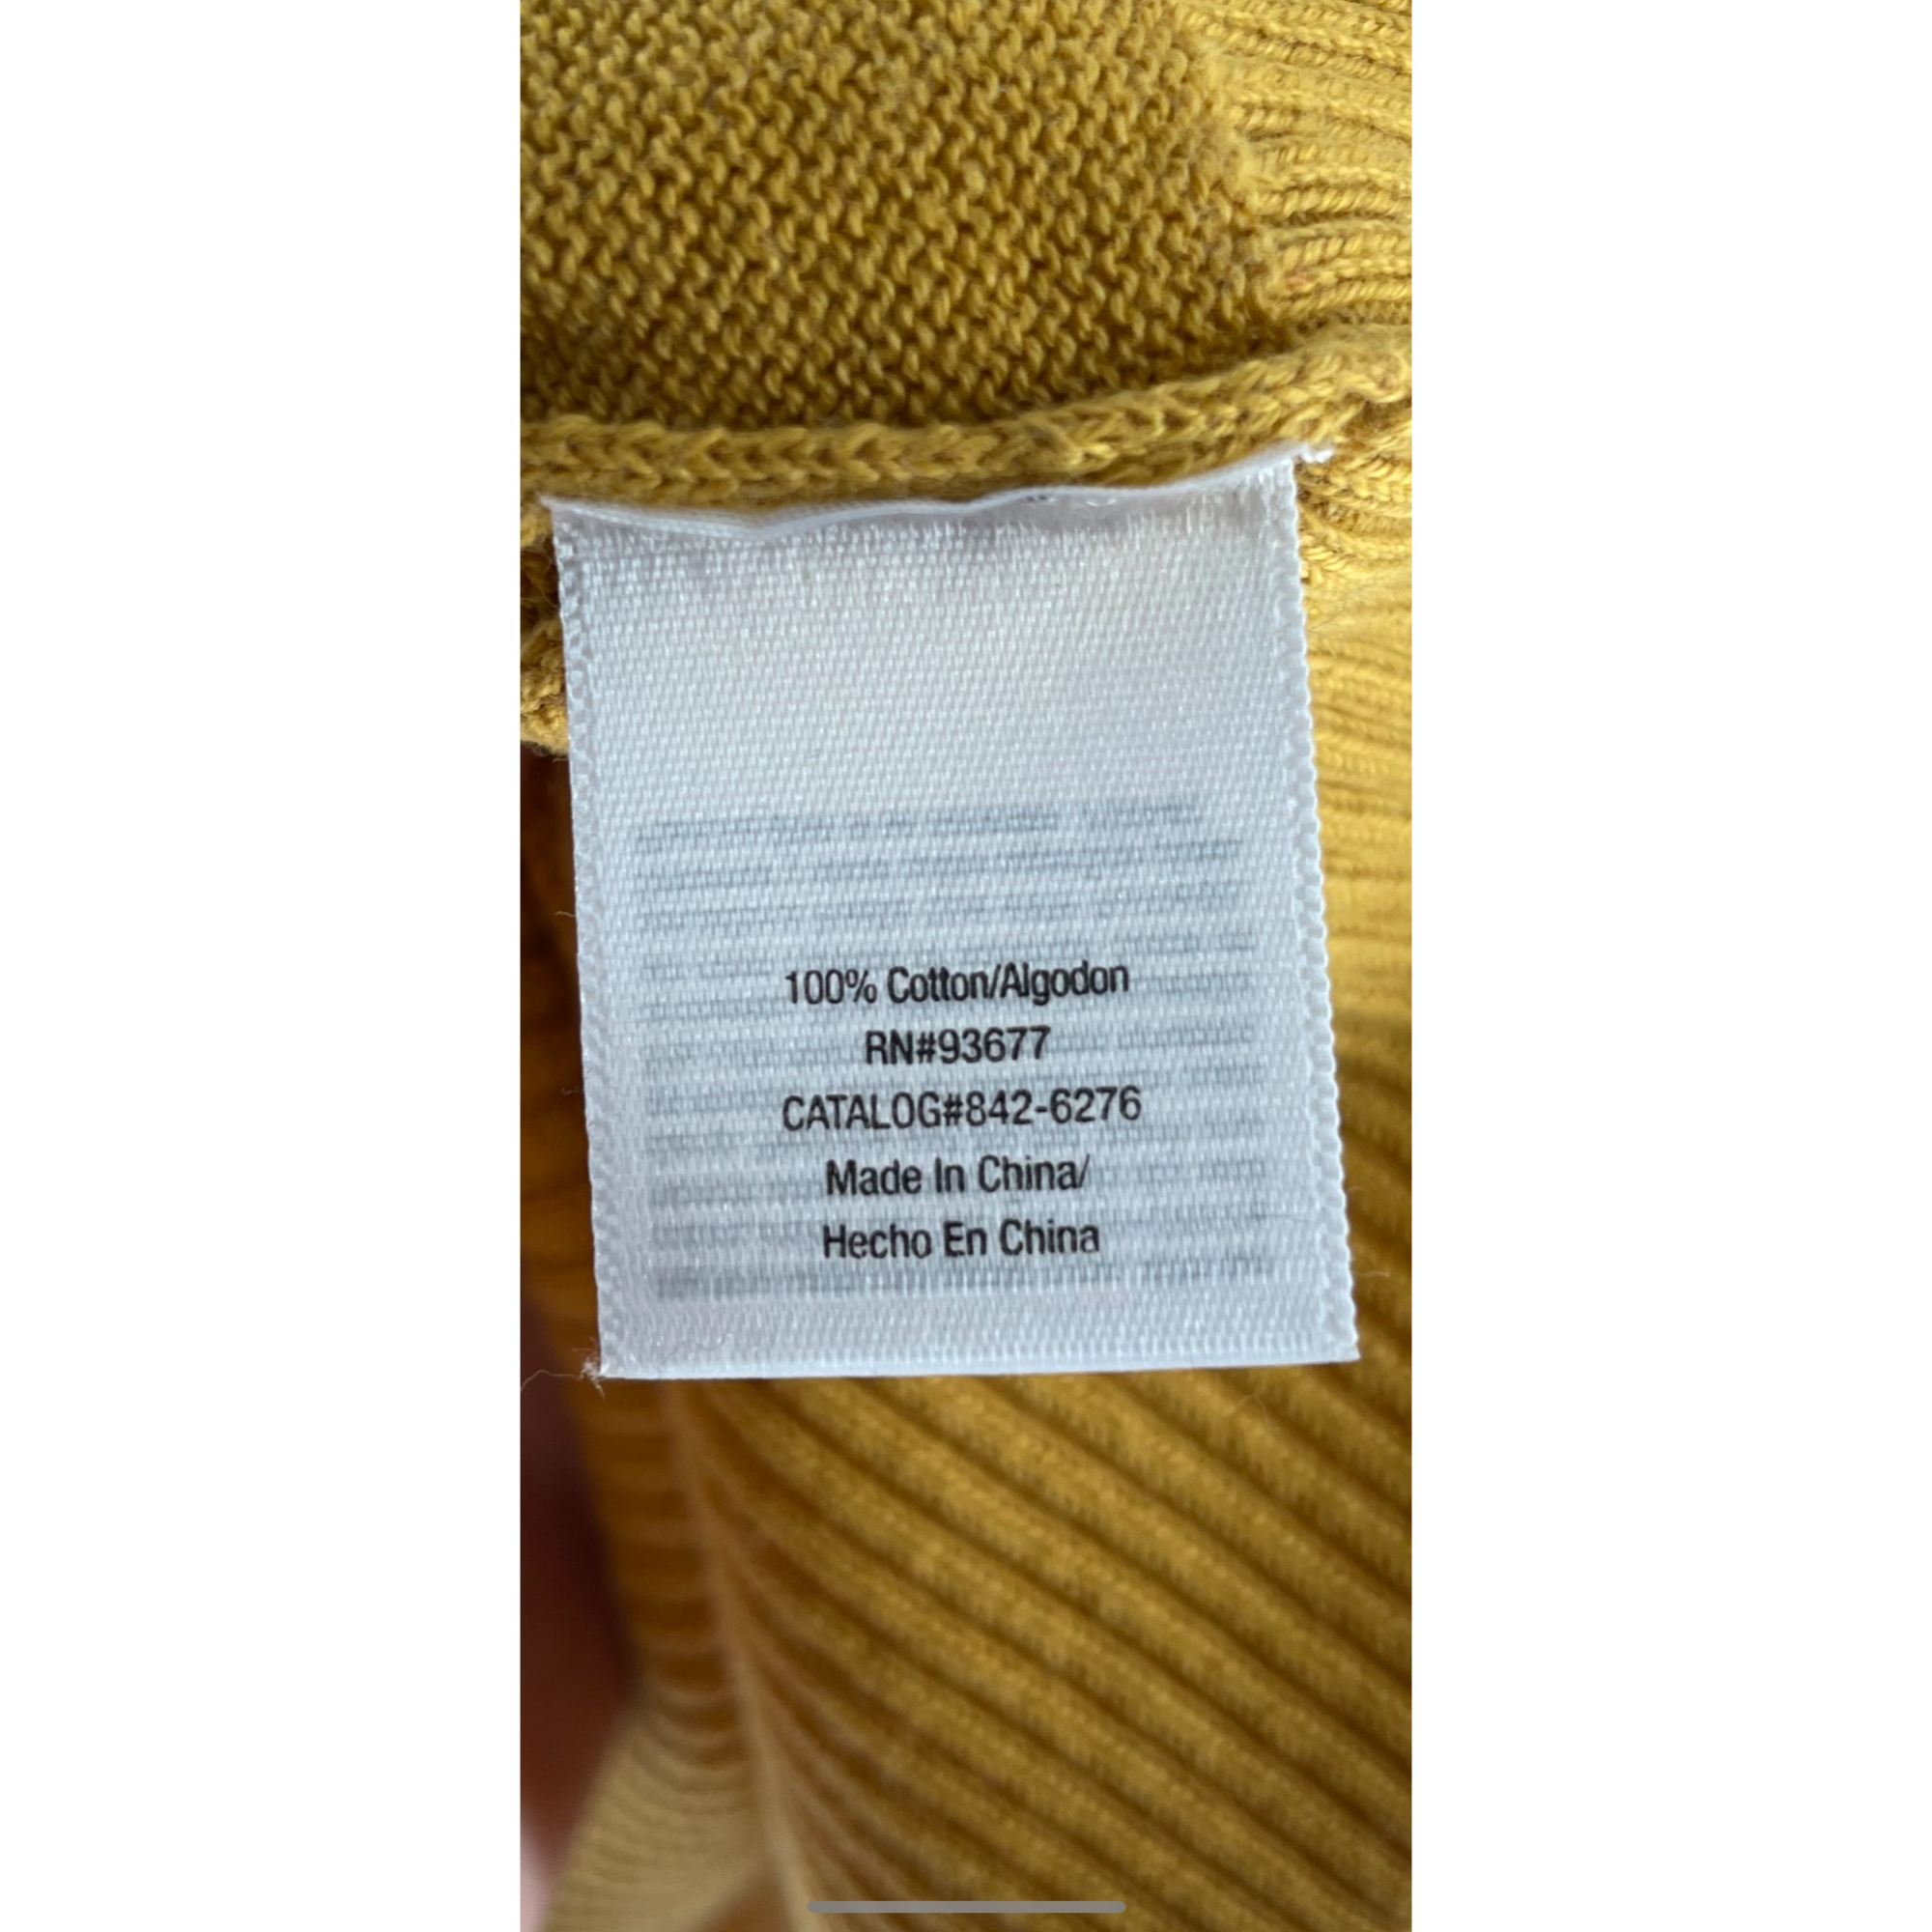 100% Cotton/Algodon
RN#93677
CATALOG#842-6276
Made In China/
Hecho En China